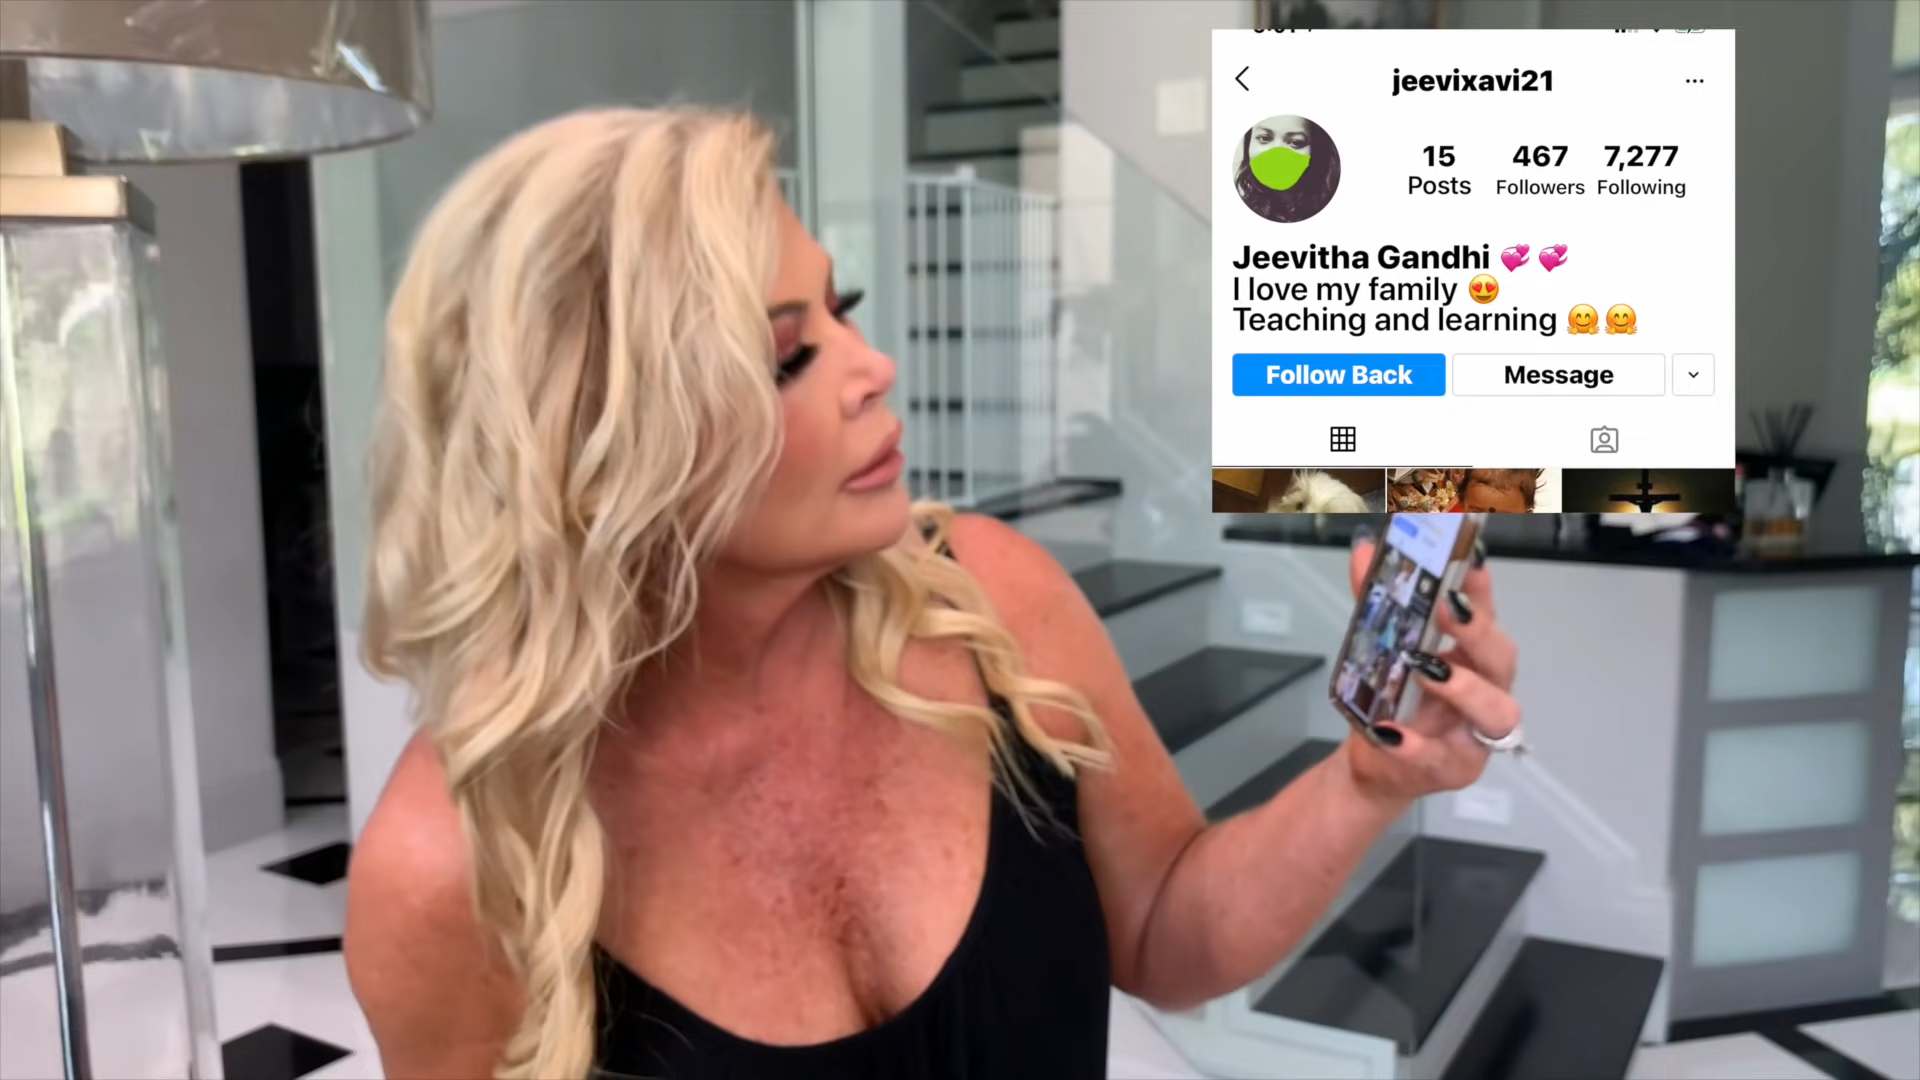 jeevixavi21
15 467 7,277
Posts Followers Following
Jeevitha Gandhi 💞 💞
I love my family 😍
Teaching and learning 🤗 🤗
Follow Back Message